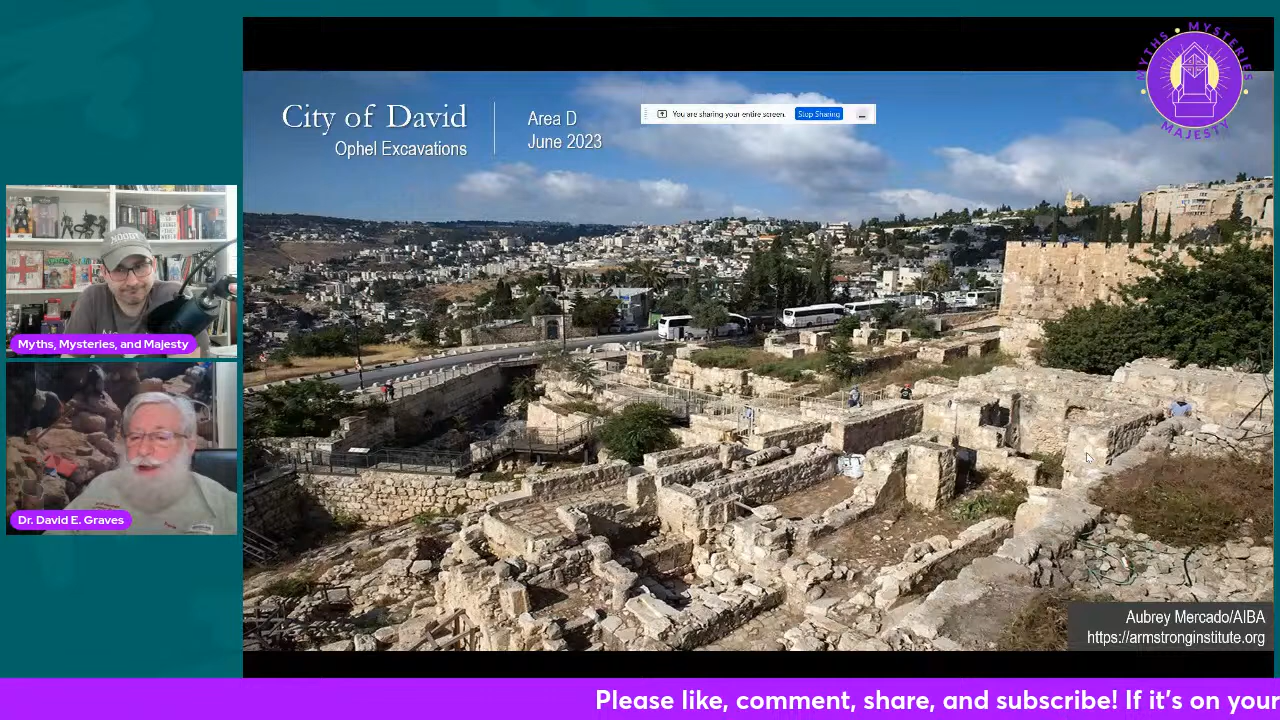 City of David
Ophel Excavations
Area D
June 2023
You are sharing your entire screen.
Stop Sharing
MYTHS • MYSTERIES
MAJESTY
NOOBY
Myths, Mysteries, and Majesty
Dr. David E. Graves
Aubrey Mercado/AIBA
https://armstronginstitute.org
Please like, comment, share, and subscribe! If it's on your